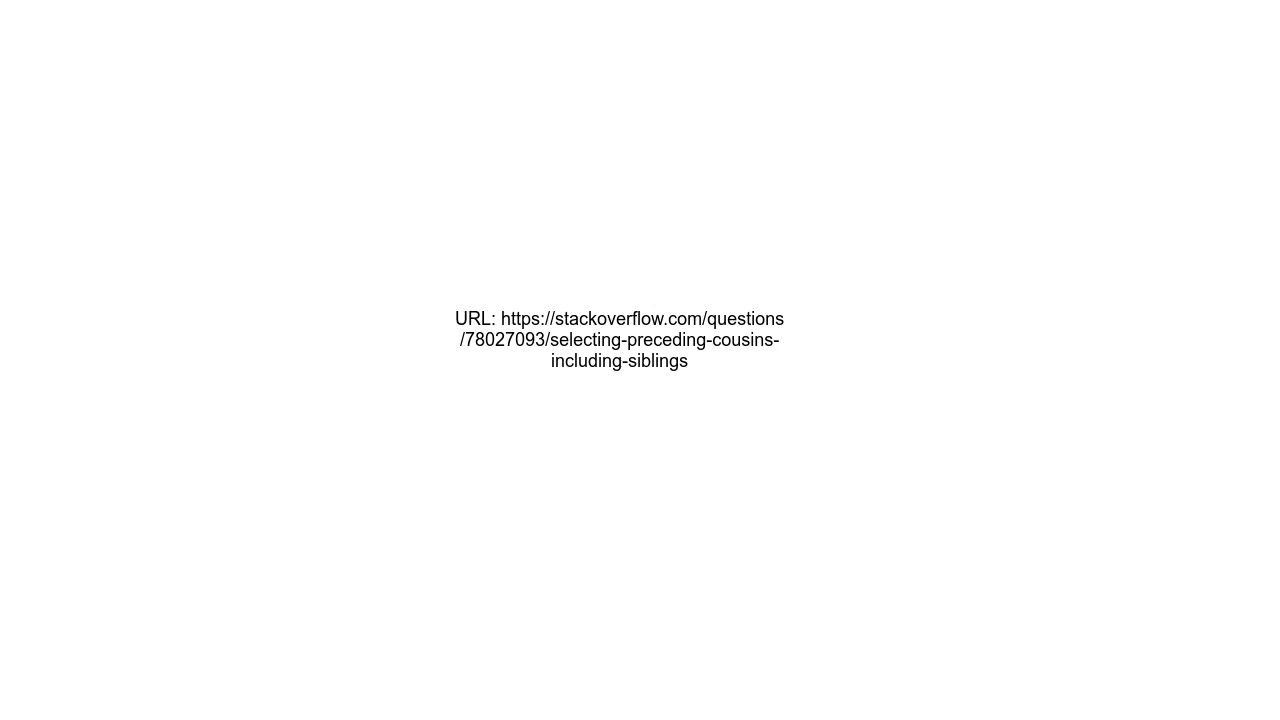 URL: https://stackoverflow.com/questions
/78027093/selecting-preceding-cousins-
including-siblings